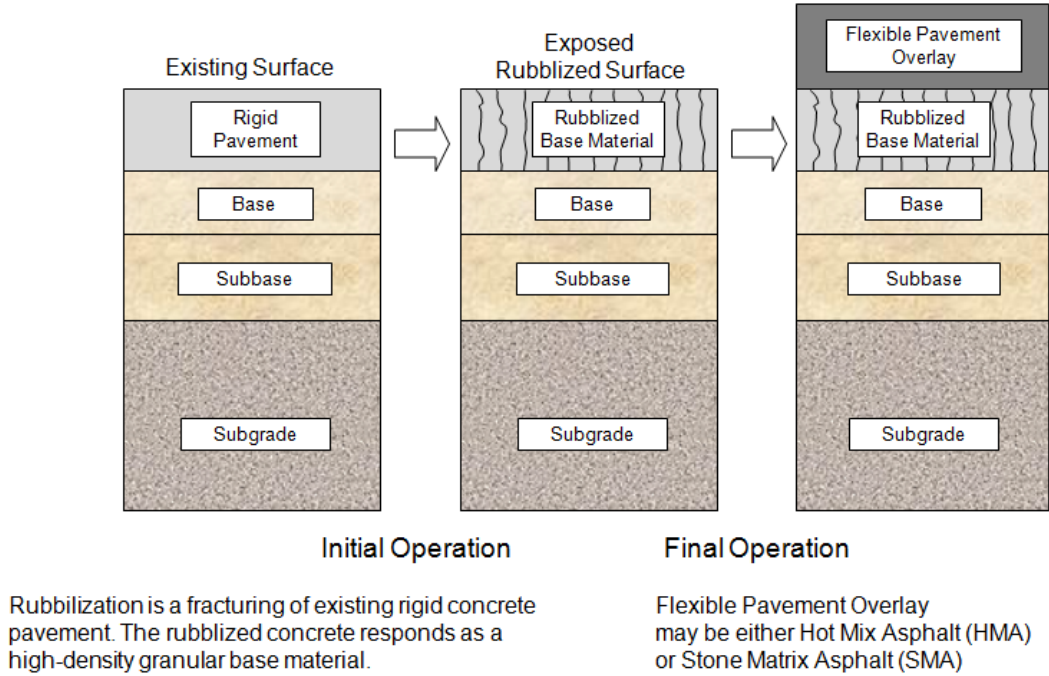 Existing Surface
Rigid
Pavement
Base
Subbase
Subgrade
Exposed
Rubblized Surface
Rubblized
Base Material
Base
Subbase
Subgrade
Flexible Pavement
Overlay
Rubblized
Base Material
Base
Subbase
Subgrade
Initial Operation
Final Operation
Rubbilization is a fracturing of existing rigid concrete
pavement. The rubblized concrete responds as a
high-density granular base material.
Flexible Pavement Overlay
may be either Hot Mix Asphalt (HMA)
or Stone Matrix Asphalt (SMA)